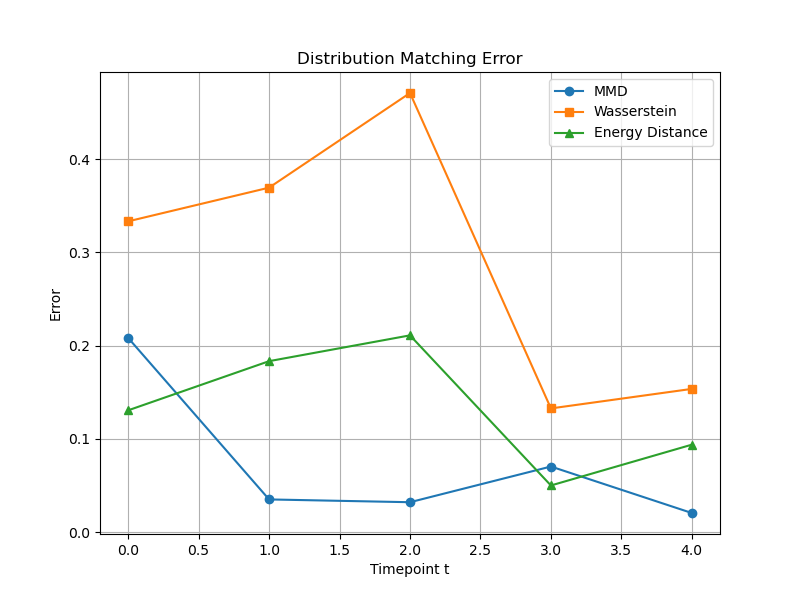 Distribution Matching Error
MMD
Wasserstein
Energy Distance
Error
0.4
0.3
0.2
0.1
0.0
0.0 0.5 1.0 1.5 2.0 2.5 3.0 3.5 4.0
Timepoint t